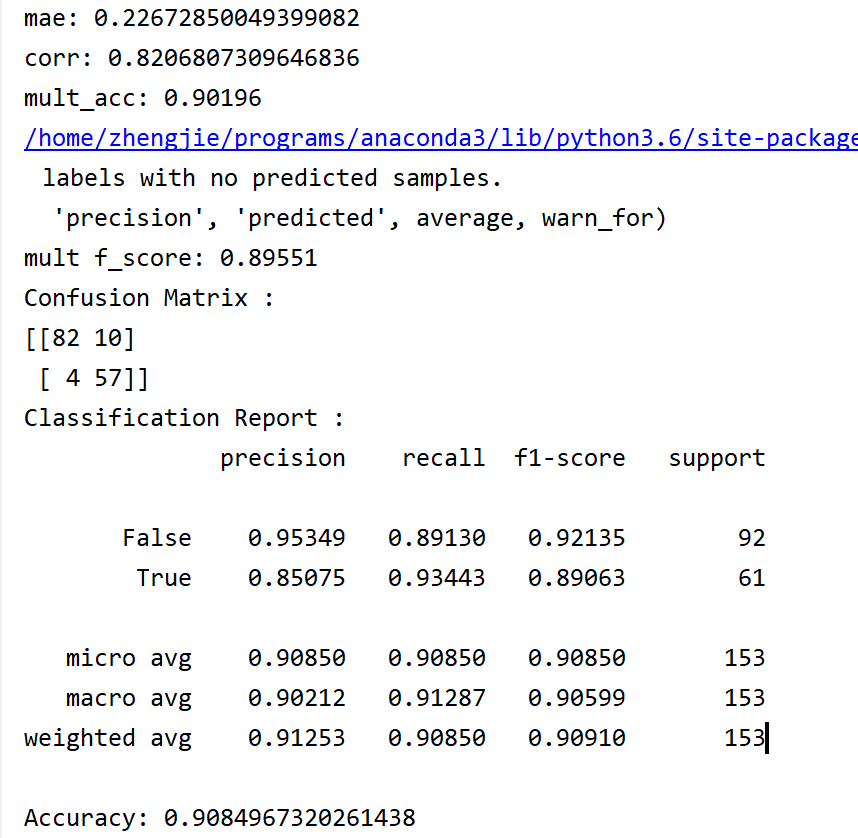 mae: 0.22672850049399082
corr: 0.8206807309646836
mult_acc: 0.90196
/home/zhengjie/programs/anaconda3/lib/python3.6/site-package
labels with no predicted samples.
'precision', 'predicted', average, warn_for)
mult f_score: 0.89551
Confusion Matrix :
[[82 10]
[ 4 57]]
Classification Report :
precision recall f1-score support
False 0.95349 0.89130 0.92135 92
True 0.85075 0.93443 0.89063 61
micro avg 0.90850 0.90850 0.90850 153
macro avg 0.90212 0.91287 0.90599 153
weighted avg 0.91253 0.90850 0.90910 153
Accuracy: 0.9084967320261438